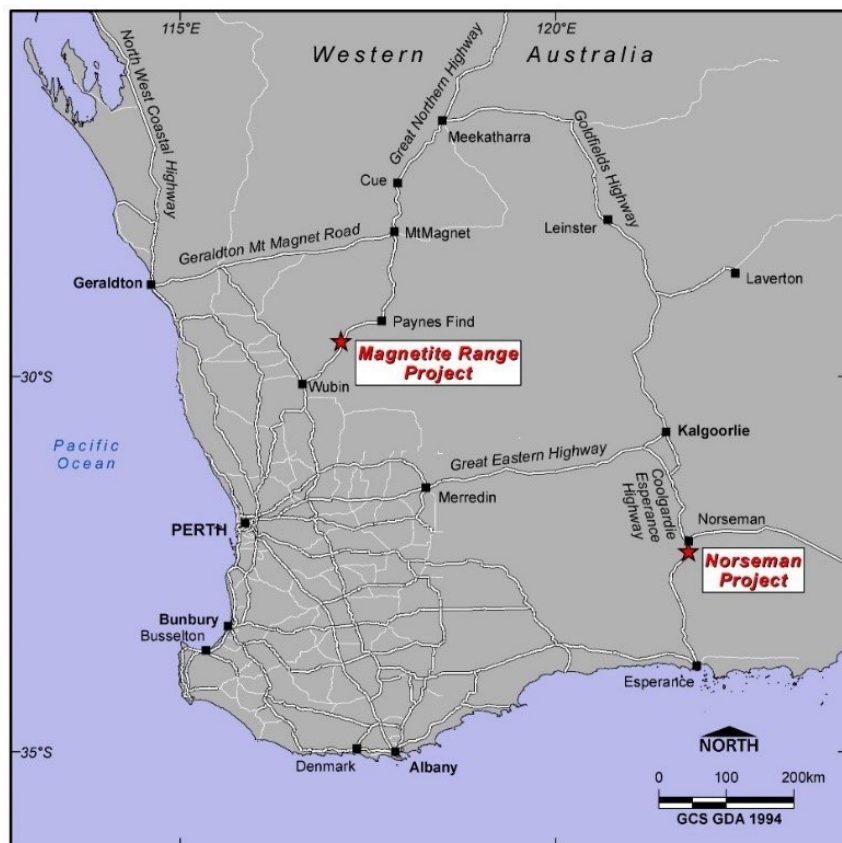 115°E
120°E
Western Australia
North West Coastal Highway
Great Northern Highway
Meekatharra
Goldfields Highway
Cue
Leinster
Geraldton Mt Magnet Road
MtMagnet
Laverton
Geraldton
Paynes Find
Magnetite Range
Project
30°S
Wubin
Pacific
Ocean
Kalgoorlie
Great Eastern Highway
Merredin
Coolgardie
Esperance
Highway
PERTH
Norseman
Norseman
Project
Bunbury
Busselton
Esperance
NORTH
35°S
Denmark
Albany
0 100 200km
GCS GDA 1994